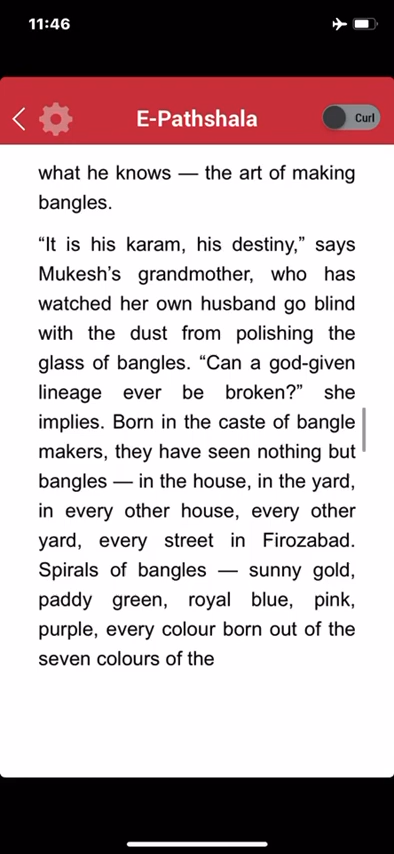 11:46
E-Pathshala
Curl
what he knows — the art of making
bangles.
“It is his karam, his destiny,” says
Mukesh’s grandmother, who has
watched her own husband go blind
with the dust from polishing the
glass of bangles. “Can a god-given
lineage ever be broken?” she
implies. Born in the caste of bangle
makers, they have seen nothing but
bangles — in the house, in the yard,
in every other house, every other
yard, every street in Firozabad.
Spirals of bangles — sunny gold,
paddy green, royal blue, pink,
purple, every colour born out of the
seven colours of the